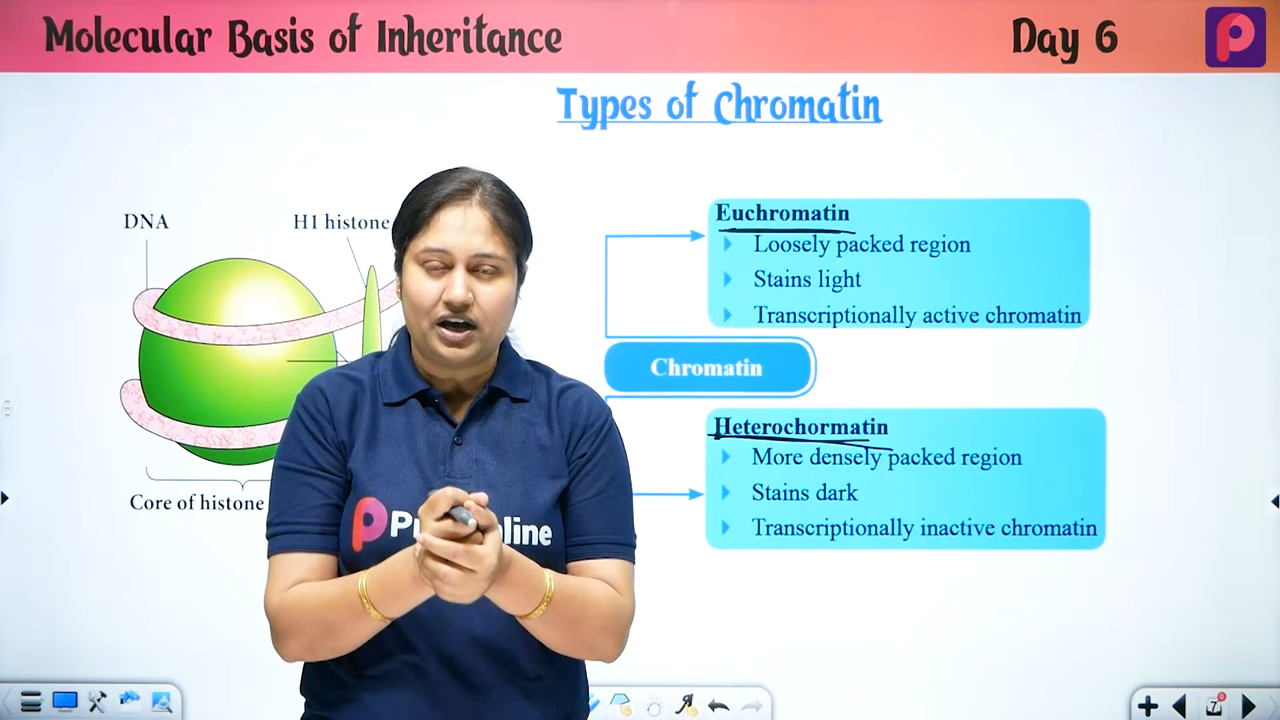 Molecular Basis of Inheritance
Day 6
Types of Chromatin
DNA
H1 histone
Core of histone
Chromatin
Euchromatin
Loosely packed region
Stains light
Transcriptionally active chromatin
Heterochormatin
More densely packed region
Stains dark
Transcriptionally inactive chromatin